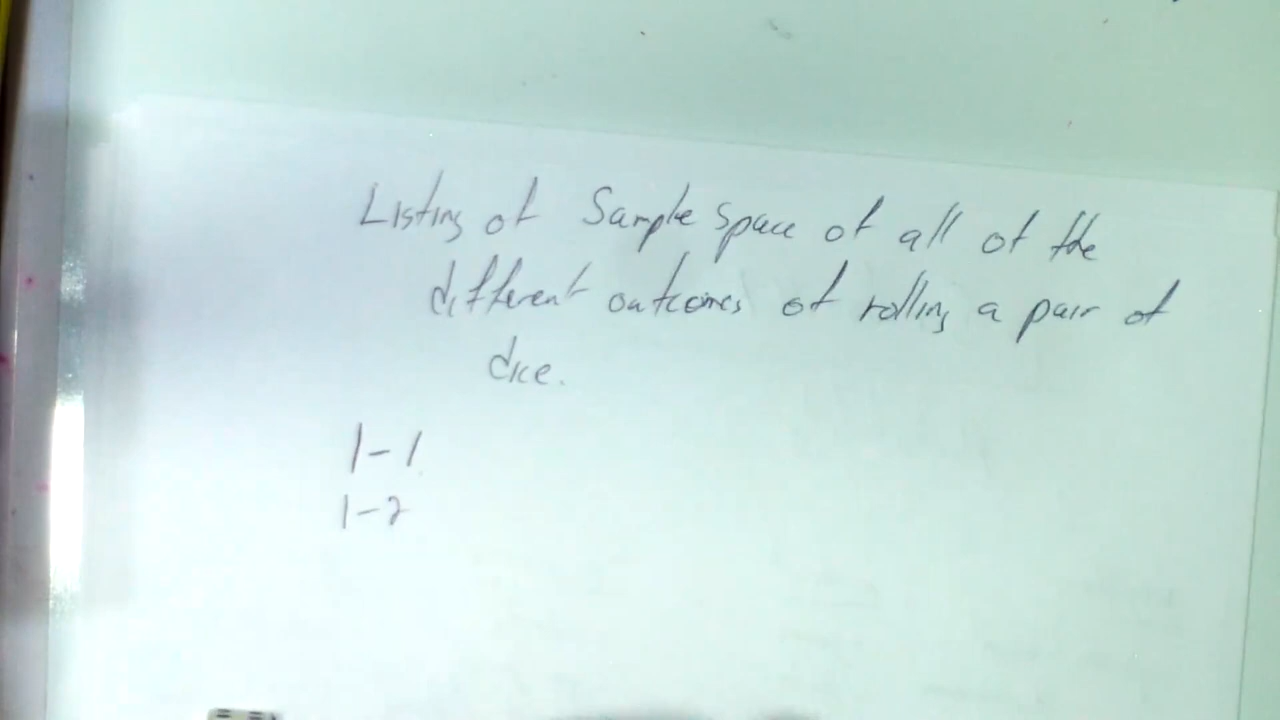 Listing of Sample space of all of the
different outcomes of rolling a pair of
dice.
1-1
1-2